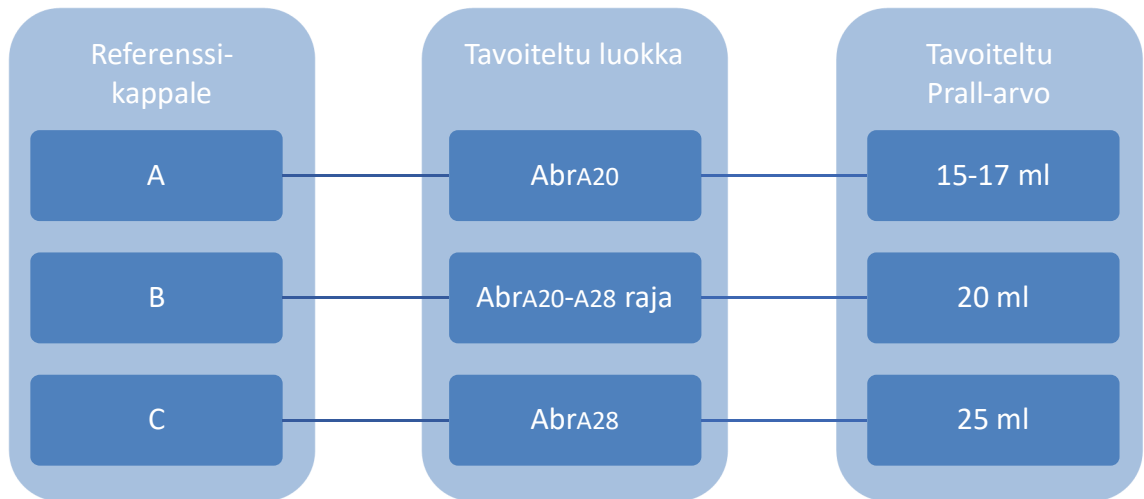 Referenssi-
kappale
Tavoiteltu luokka
Tavoiteltu
Prall-arvo
A
AbrA20
15-17 ml
B
AbrA20-A28 raja
20 ml
C
AbrA28
25 ml